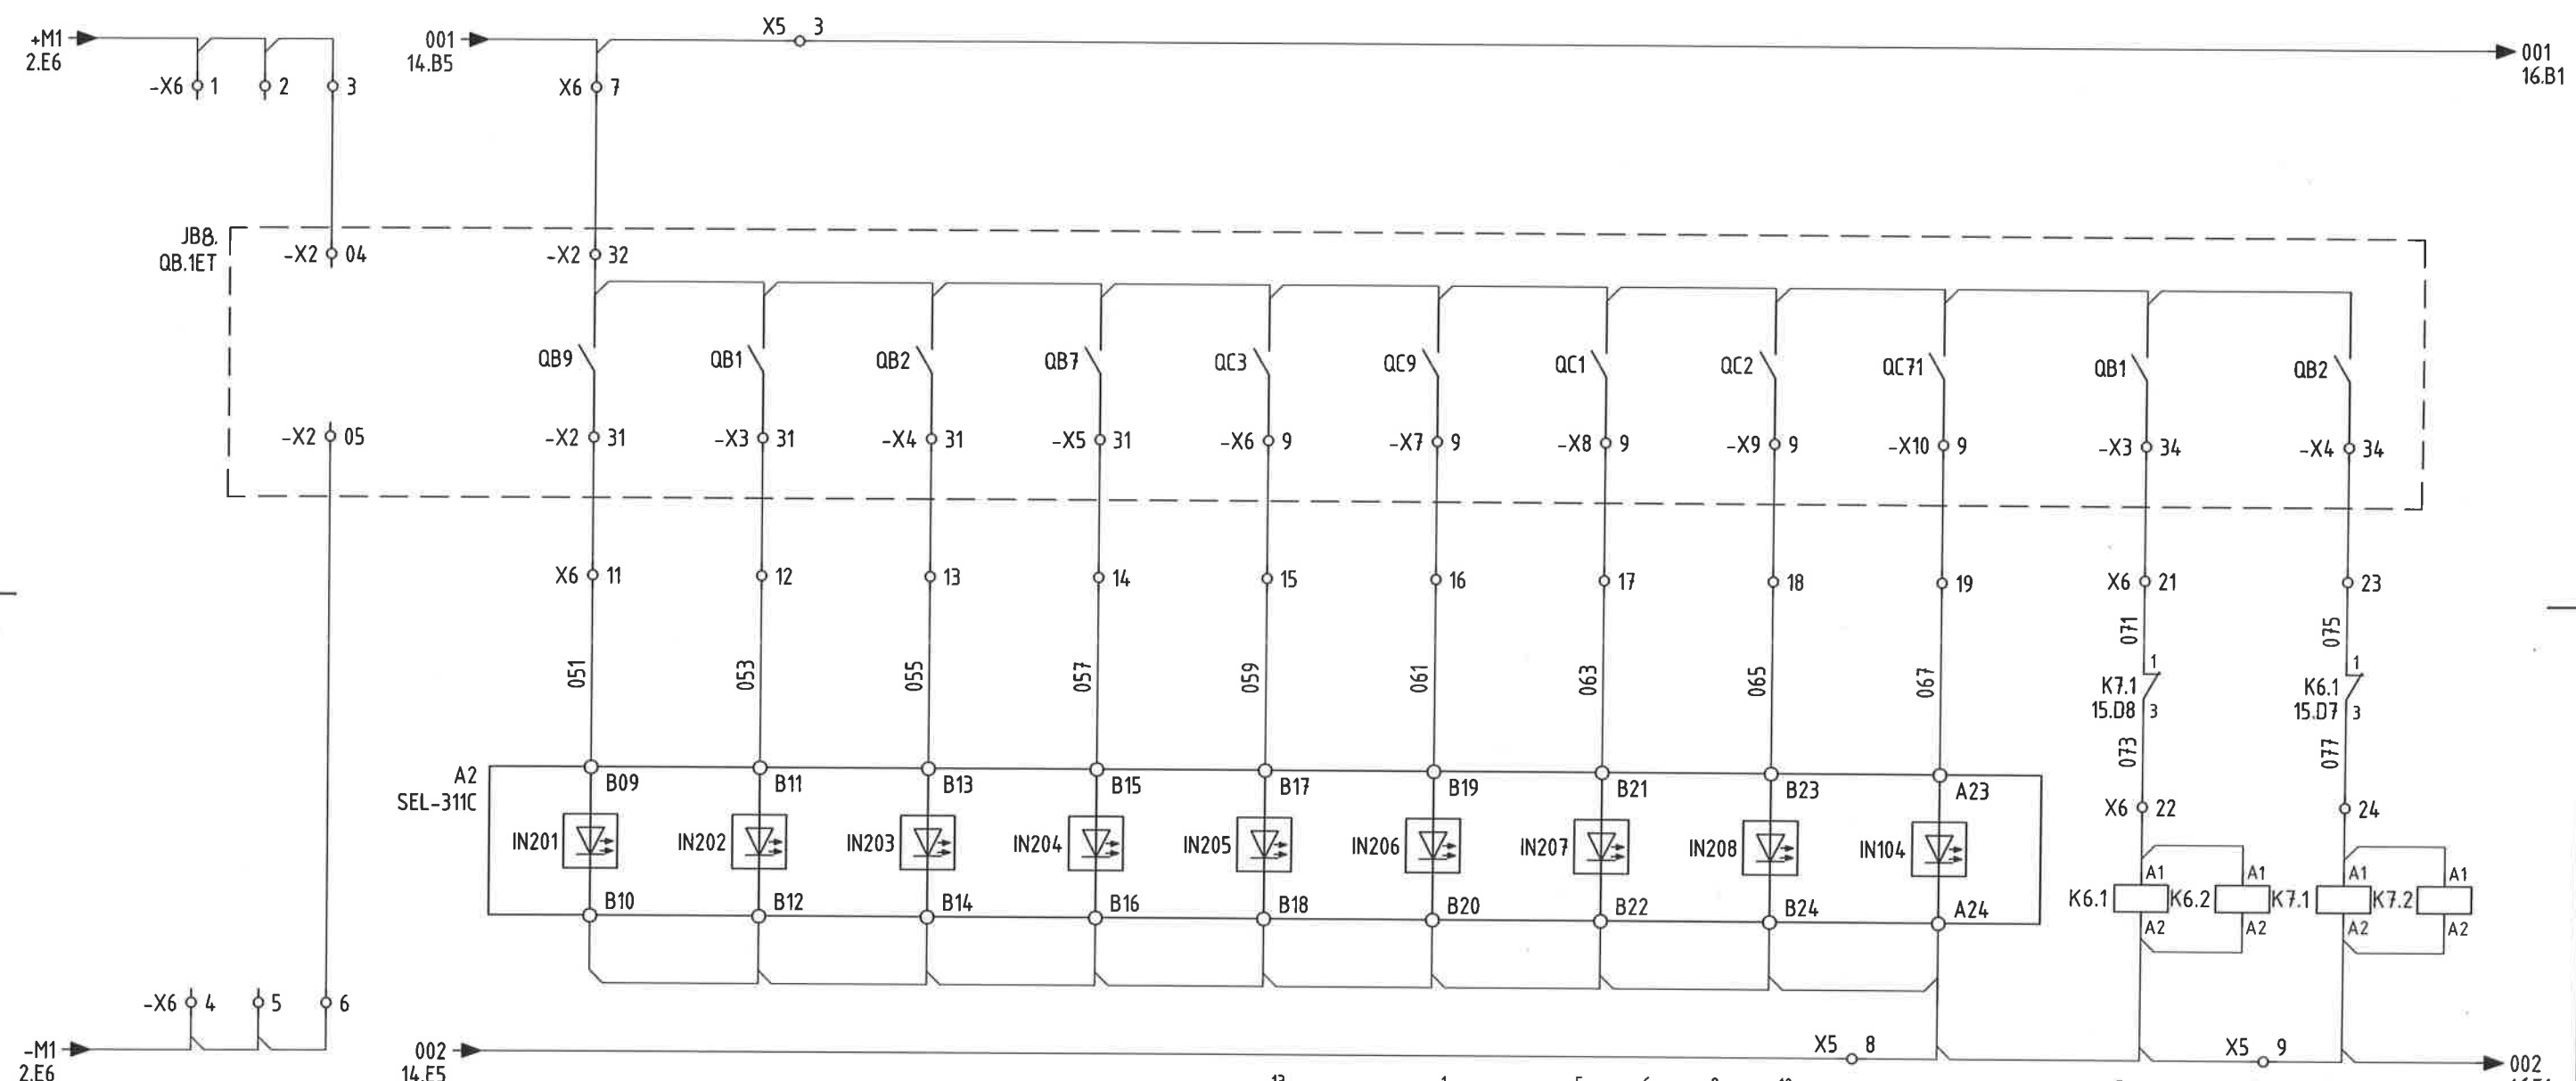 +M1
2.E6
001
14.B5
X5 3
001
16.B1
-X6 1 2 3
X6 7
JB8.
QB.1ET
-X2 04
-X2 32
QB9 QB1 QB2 QB7 QC3 QC9 QC1 QC2 QC71 QB1 QB2
-X2 05
-X2 31 -X3 31 -X4 31 -X5 31 -X6 9 -X7 9 -X8 9 -X9 9 -X10 9 -X3 34 -X4 34
X6 11 12 13 14 15 16 17 18 19 X6 21 23
051 053 055 057 059 061 063 065 067 071 075
1 1
K7.1 K6.1
15.D8 3 15.D7 3
073 077
A2
SEL-311C
B09 B11 B13 B15 B17 B19 B21 B23 A23
X6 22 24
IN201 IN202 IN203 IN204 IN205 IN206 IN207 IN208 IN104
A1 A1 A1 A1
K6.1 K6.2 K7.1 K7.2
B10 B12 B14 B16 B18 B20 B22 B24 A24
A2 A2 A2 A2
-X6 4 5 6
-M1
2.E6
002
14.E5
X5 8
X5 9
002